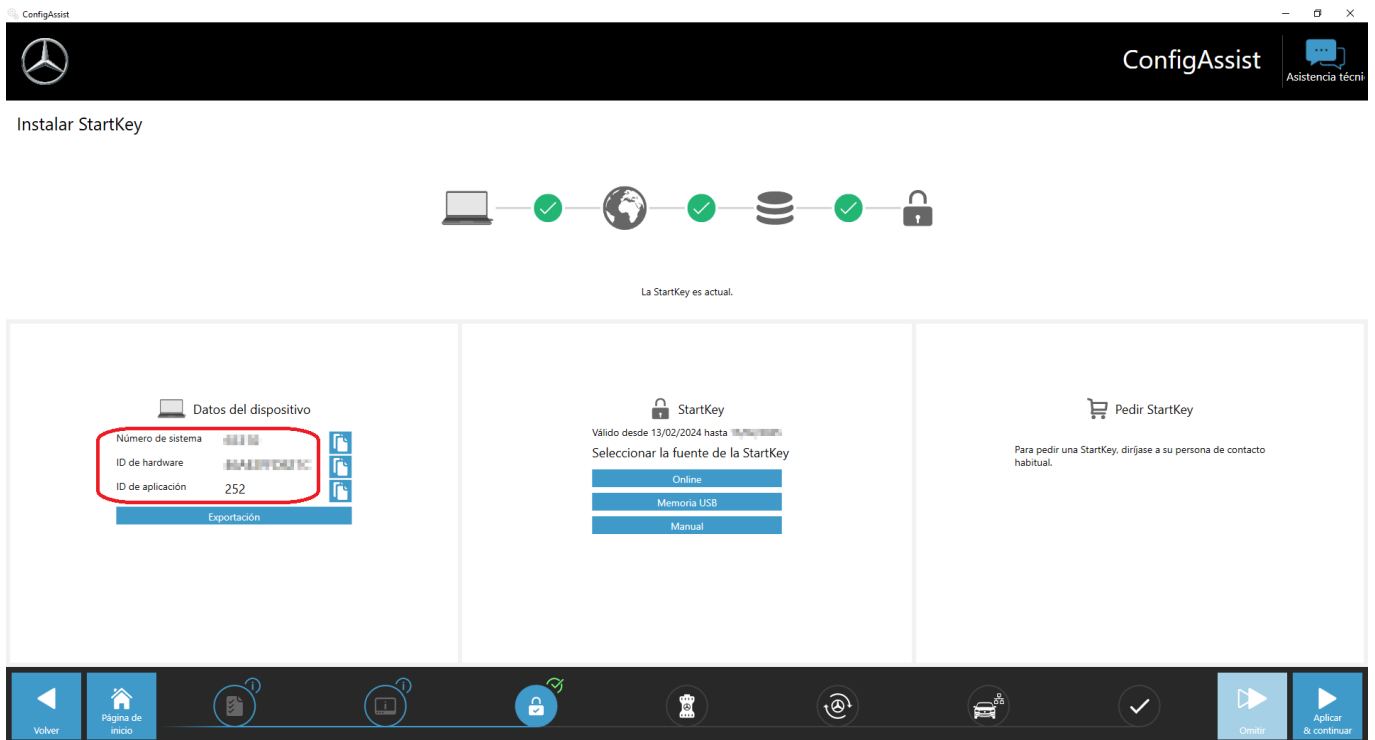 ConfigAssist
ConfigAssist
Asistencia técni
Instalar StartKey
La StartKey es actual.
Datos del dispositivo
Número de sistema
ID de hardware
ID de aplicación 252
Exportación
StartKey
Válido desde 13/02/2024 hasta
Seleccionar la fuente de la StartKey
Online
Memoria USB
Manual
Pedir StartKey
Para pedir una StartKey, diríjase a su persona de contacto
habitual.
Volver
Página de
inicio
Omitir
Aplicar
& continuar